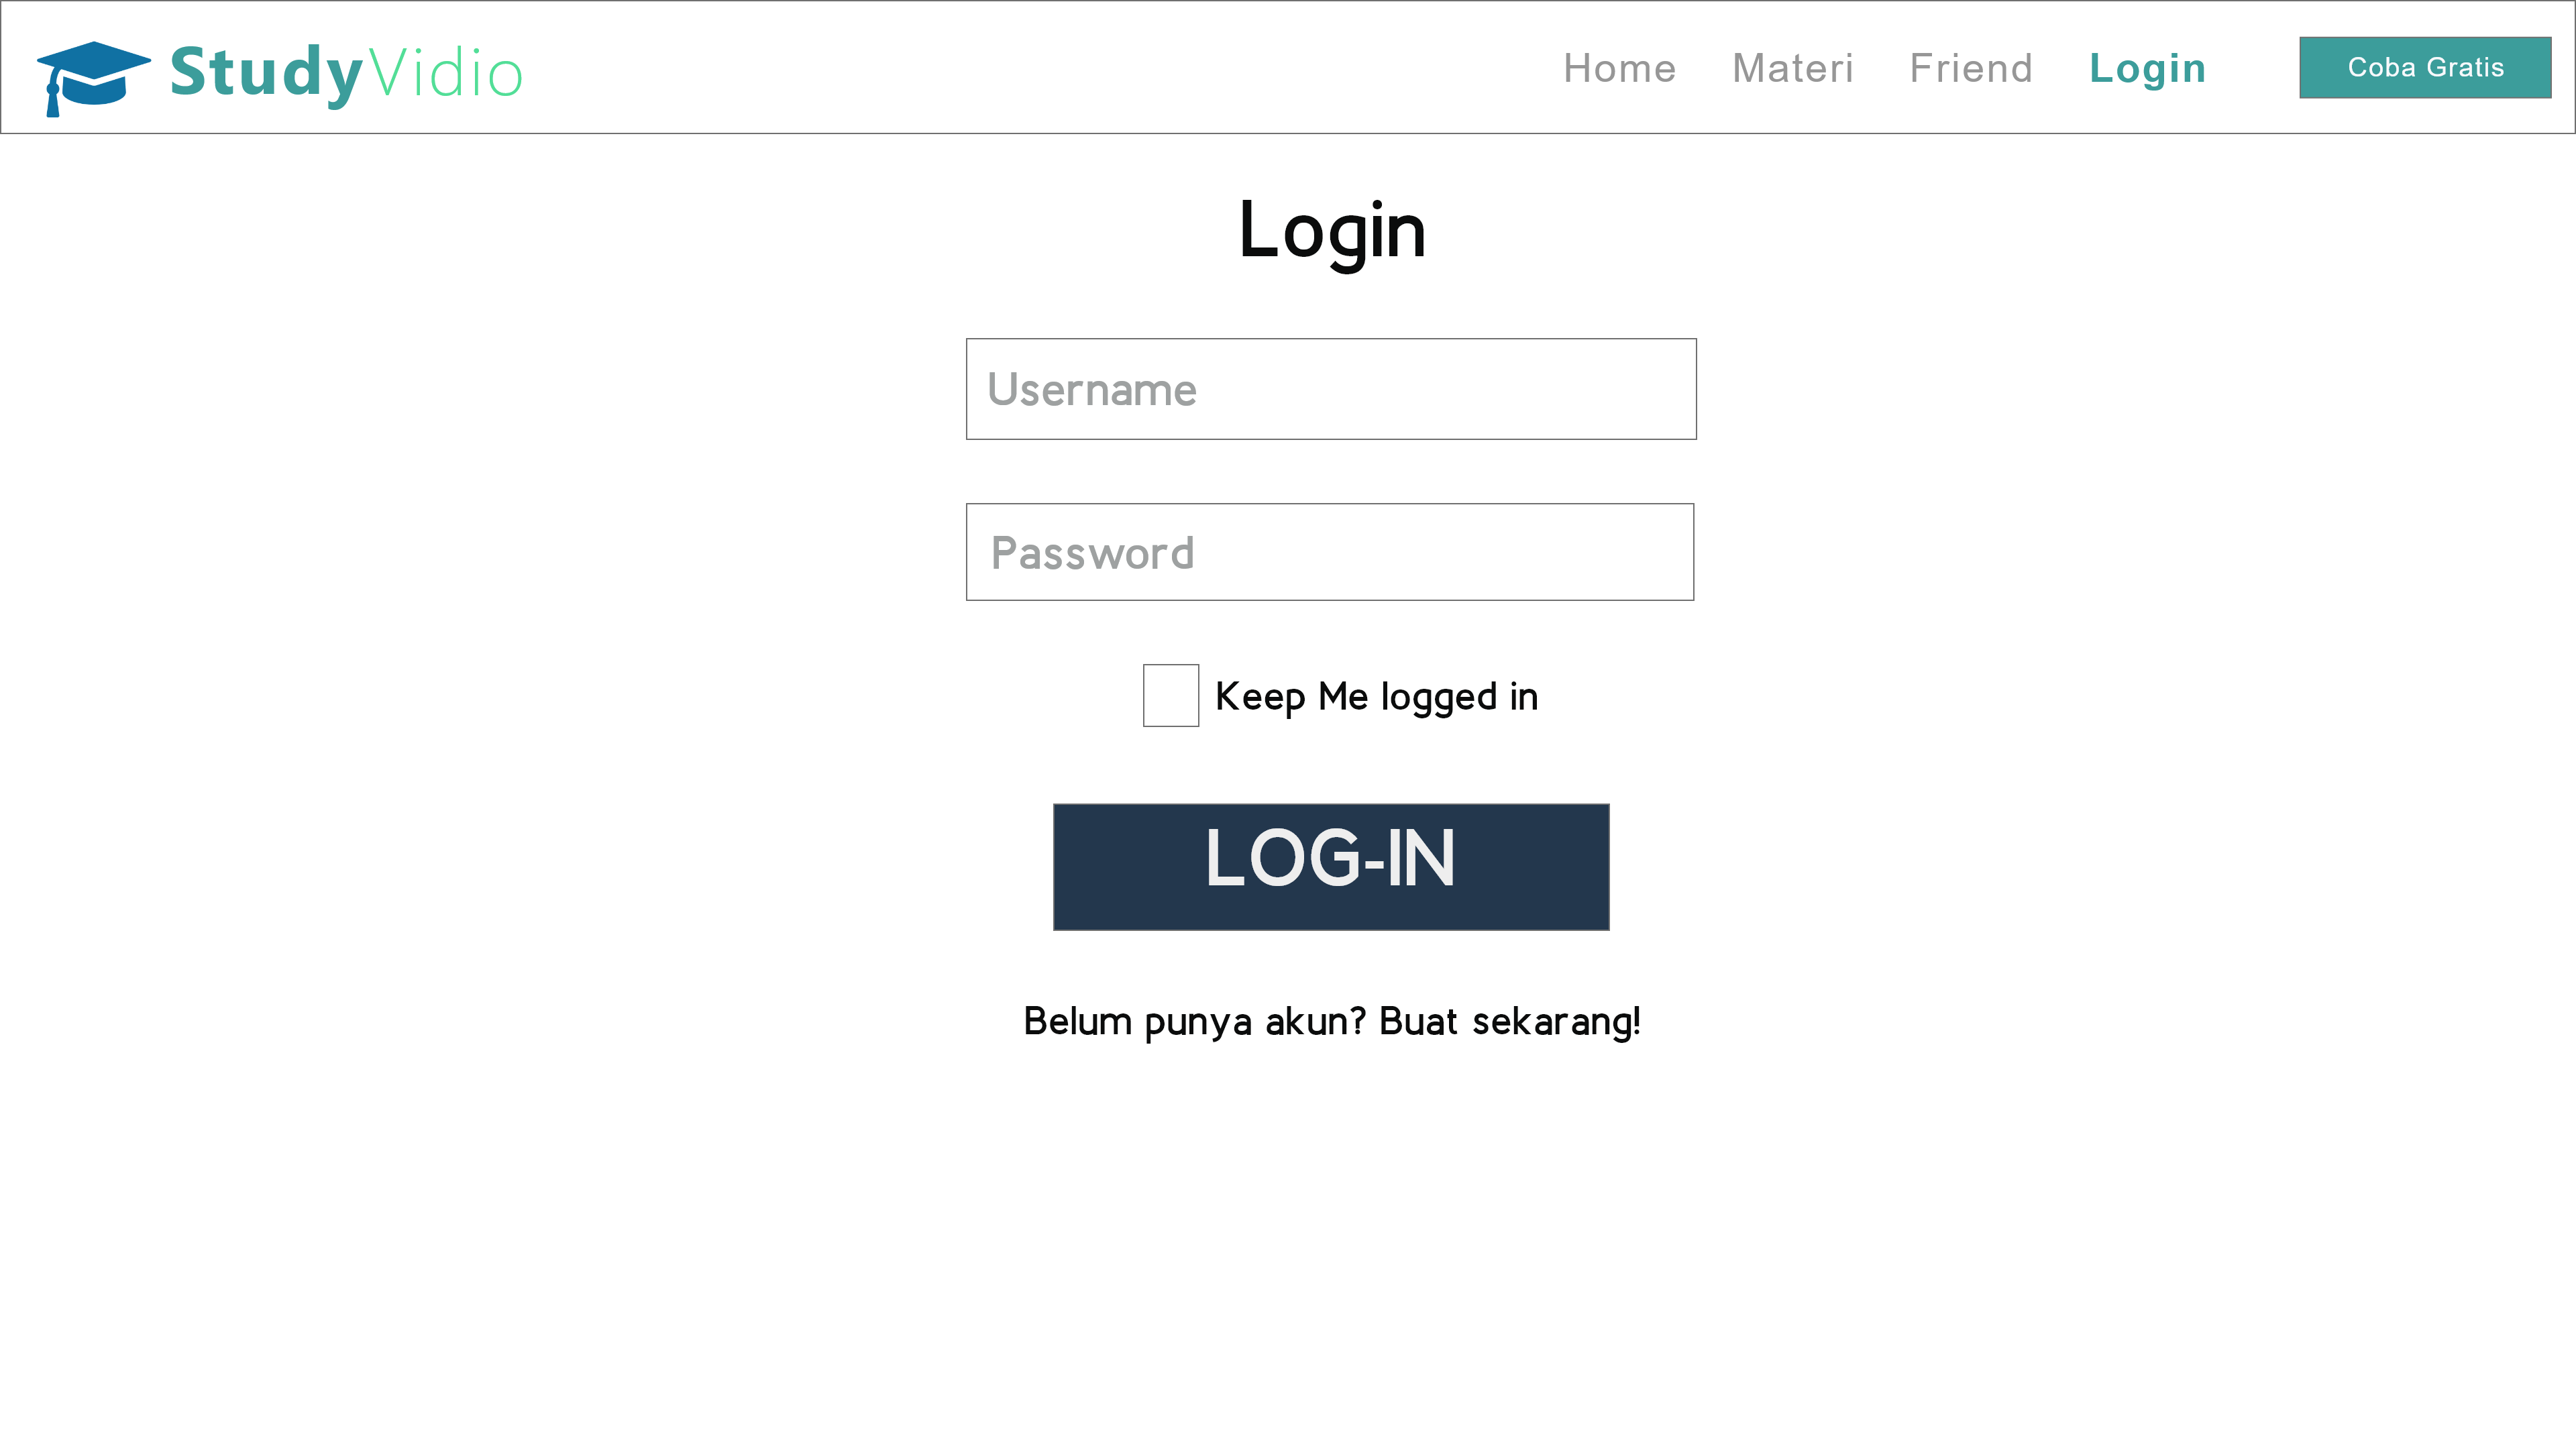 StudyVidio Home Materi Friend Login Coba Gratis
Login
Username
Password
Keep Me logged in
LOG-IN
Belum punya akun? Buat sekarang!